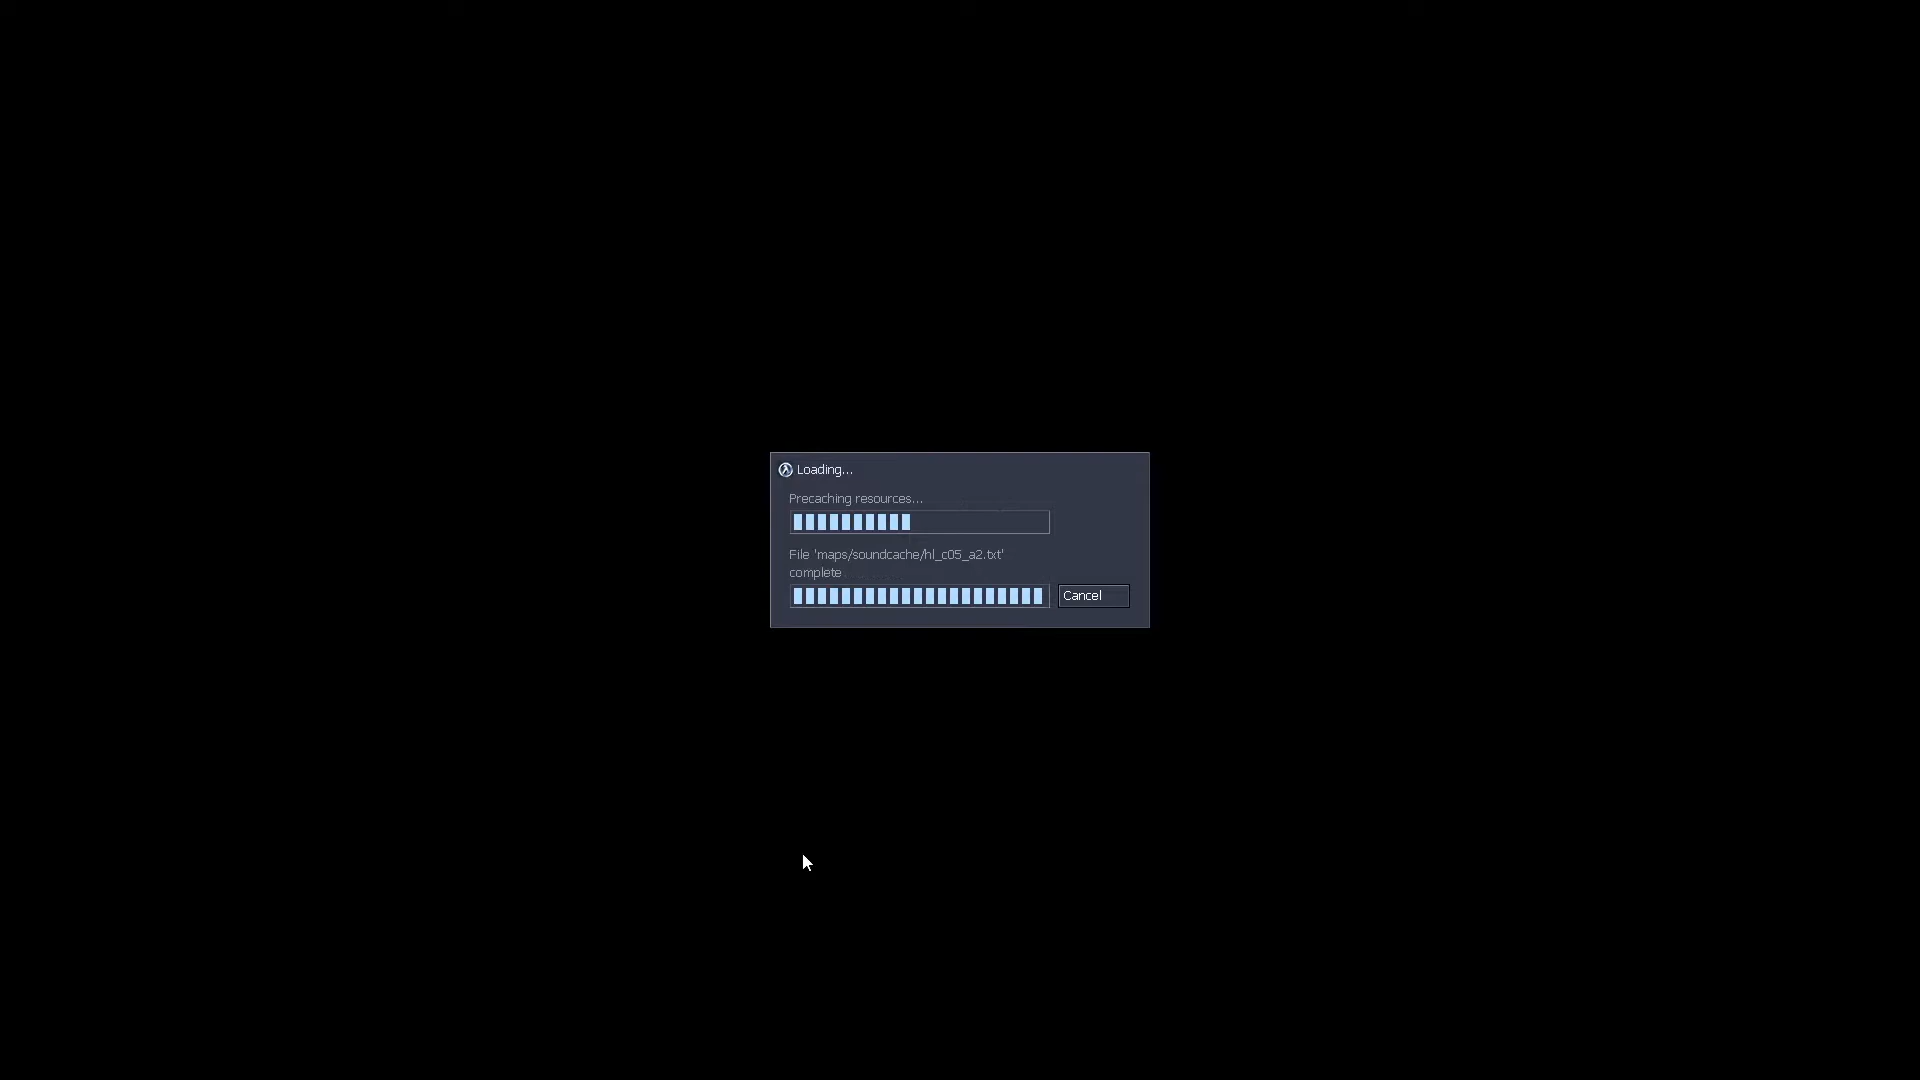 Loading...
Precaching resources...
File 'maps/soundcache/hl_c05_a2.txt'
complete
Cancel